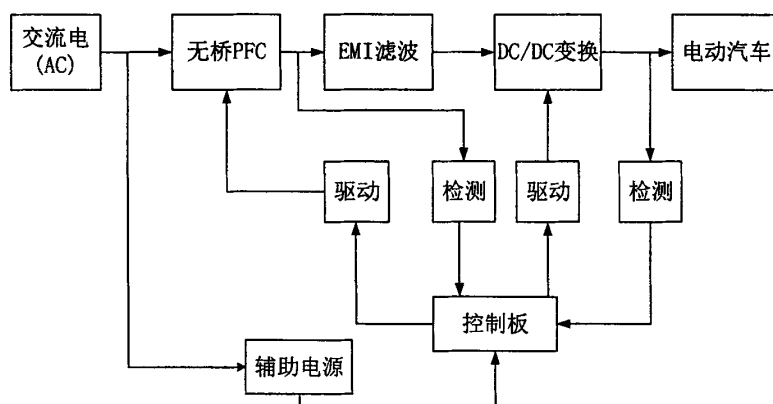 交流电
(AC)
无桥PFC
EMI滤波
DC/DC变换
电动汽车
驱动
检测
驱动
检测
控制板
辅助电源